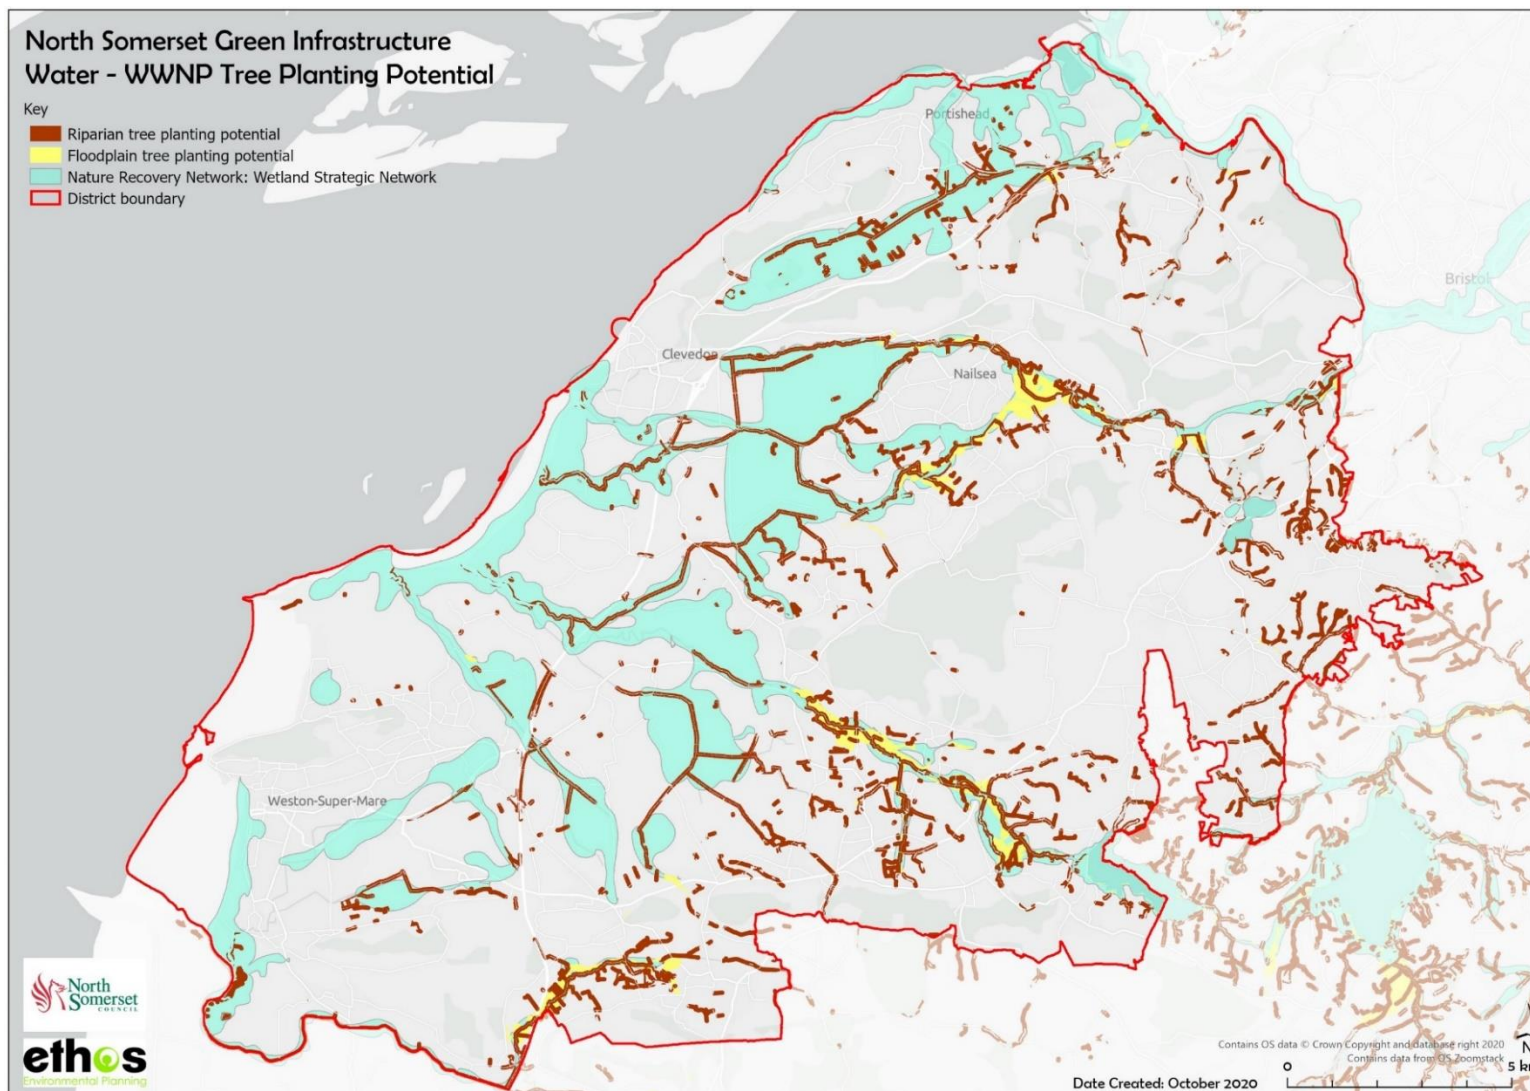 North Somerset Green Infrastructure
Water - WWNP Tree Planting Potential
Key
Riparian tree planting potential
Floodplain tree planting potential
Nature Recovery Network: Wetland Strategic Network
District boundary
Portishead
Bristol
Clevedon
Nailsea
Weston-Super-Mare
North
Somerset
COUNCIL
ethos
Environmental Planning
Contains OS data © Crown Copyright and database right 2020
Contains data from OS Zoomstack
N
0
5 km
Date Created: October 2020